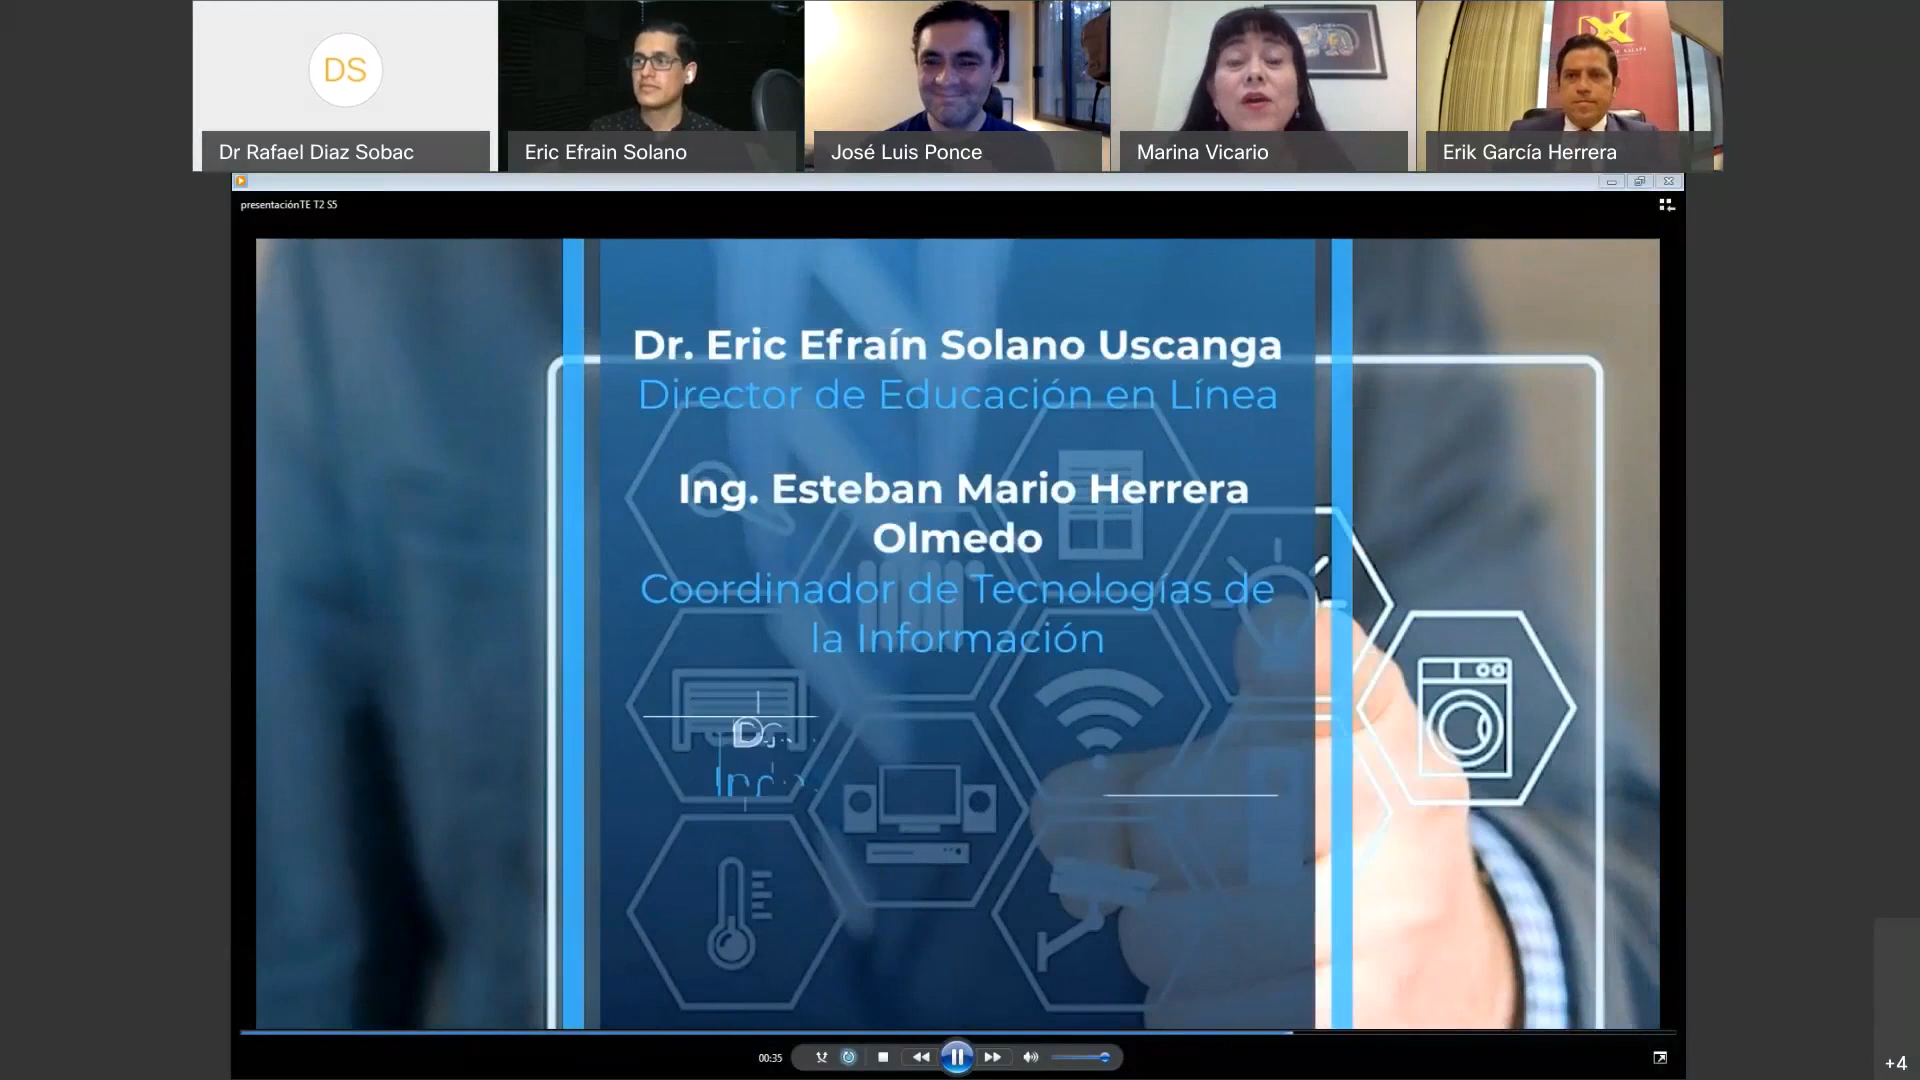 DS
Dr Rafael Diaz Sobac
Eric Efrain Solano
José Luis Ponce
Marina Vicario
Erik García Herrera
presentaciónTE T2 S5
Dr. Eric Efraín Solano Uscanga
Director de Educación en Línea
Ing. Esteban Mario Herrera
Olmedo
Coordinador de Tecnologías de
la Información
00:35
+4